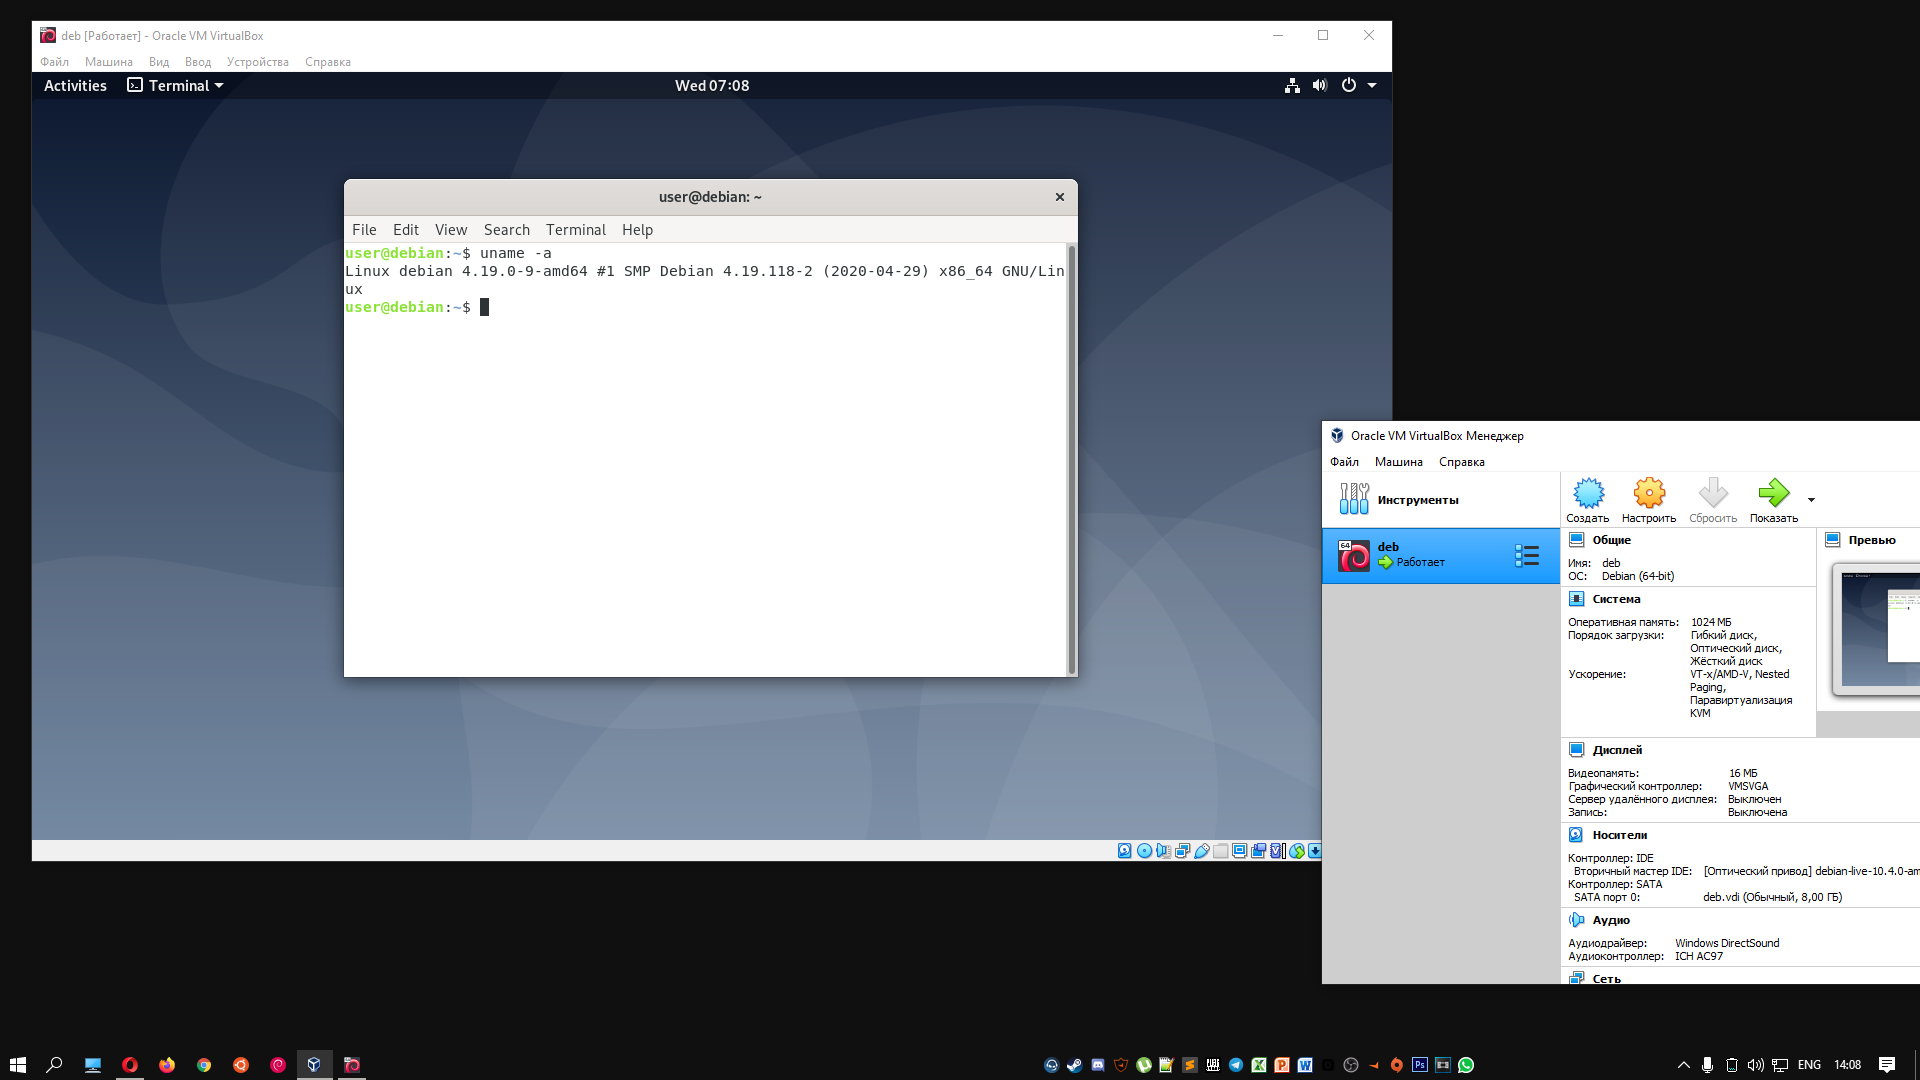 deb [Работает] - Oracle VM VirtualBox
Файл Машина Вид Ввод Устройства Справка
Activities Terminal Wed 07:08
user@debian: ~
File Edit View Search Terminal Help
user@debian:~$ uname -a
Linux debian 4.19.0-9-amd64 #1 SMP Debian 4.19.118-2 (2020-04-29) x86_64 GNU/Lin
ux
user@debian:~$
Oracle VM VirtualBox Менеджер
Файл Машина Справка
Инструменты
Создать Настроить Сбросить Показать
64 deb
Работает
Общие
Имя: deb
ОС: Debian (64-bit)
Превью
Система
Оперативная память: 1024 МБ
Порядок загрузки: Гибкий диск,
Оптический диск,
Жёсткий диск
Ускорение: VT-x/AMD-V, Nested
Paging,
Паравиртуализация
KVM
Дисплей
Видеопамять: 16 МБ
Графический контроллер: VMSVGA
Сервер удалённого дисплея: Выключен
Запись: Выключена
Носители
Контроллер: IDE
Вторичный мастер IDE: [Оптический привод] debian-live-10.4.0-am
Контроллер: SATA
SATA порт 0: deb.vdi (Обычный, 8,00 ГБ)
Аудио
Аудиодрайвер: Windows DirectSound
Аудиоконтроллер: ICH AC97
Сеть
Ps
ENG 14:08